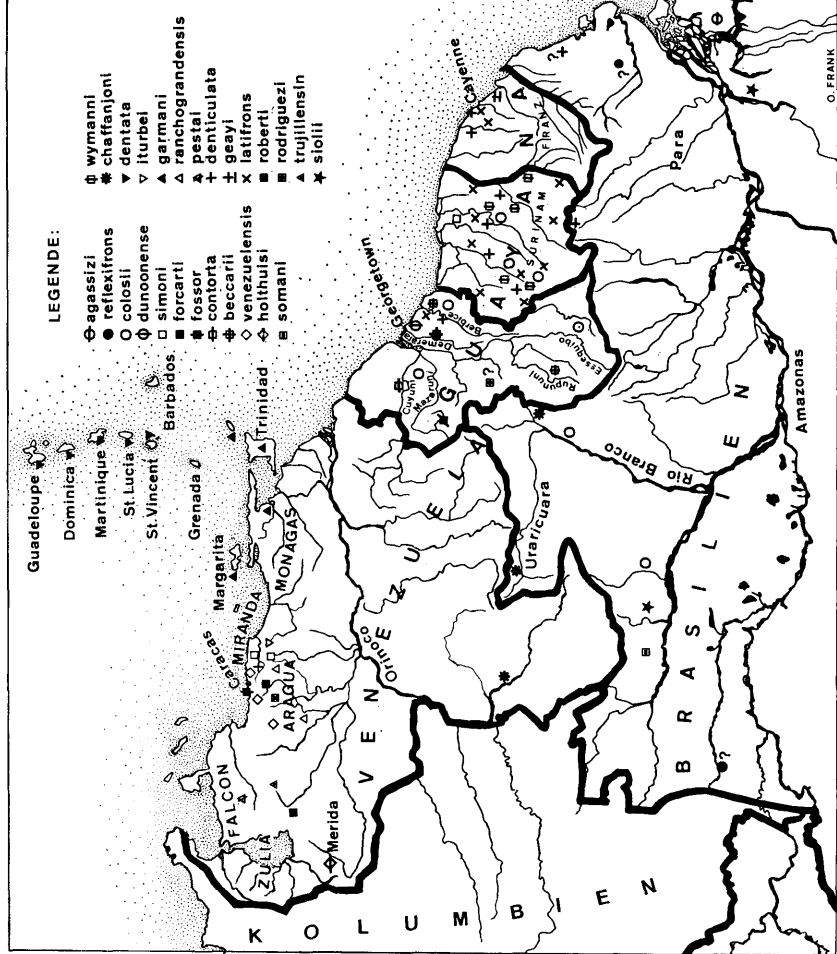 LEGENDE:
⌽ agassizi
● reflexifrons
○ colosii
dunoonense
□ simoni
■ forcarti
fossor
contorta
beccarii
◇ venezuelensis
holthuisi
somani
wymanni
chaffanjoni
▼ dentata
▽ iturbei
▲ garmani
△ ranchograndensis
pestai
+ denticulata
± geayi
× latifrons
■ roberti
rodriguezi
▲ trujillensin
★ siolii
Guadeloupe
Dominica
Martinique
St. Lucia
St. Vincent
Barbados
Grenada
Trinidad
Margarita
Caracas
MIRANDA
MONAGAS
ARAGUA
FALCON
ZULIA
Merida
Orinoco
VENEZUELA
KOLUMBIEN
Georgetown
Cuyuni
Mazaruni
Demerara
Berbice
Essequibo
Rupununi
?
GUAYANA
SURINAM
FRANZ.
Cayenne
?
?
Para
Uraricuara
Rio Branco
BRASILIEN
?
Amazonas
O. FRANK